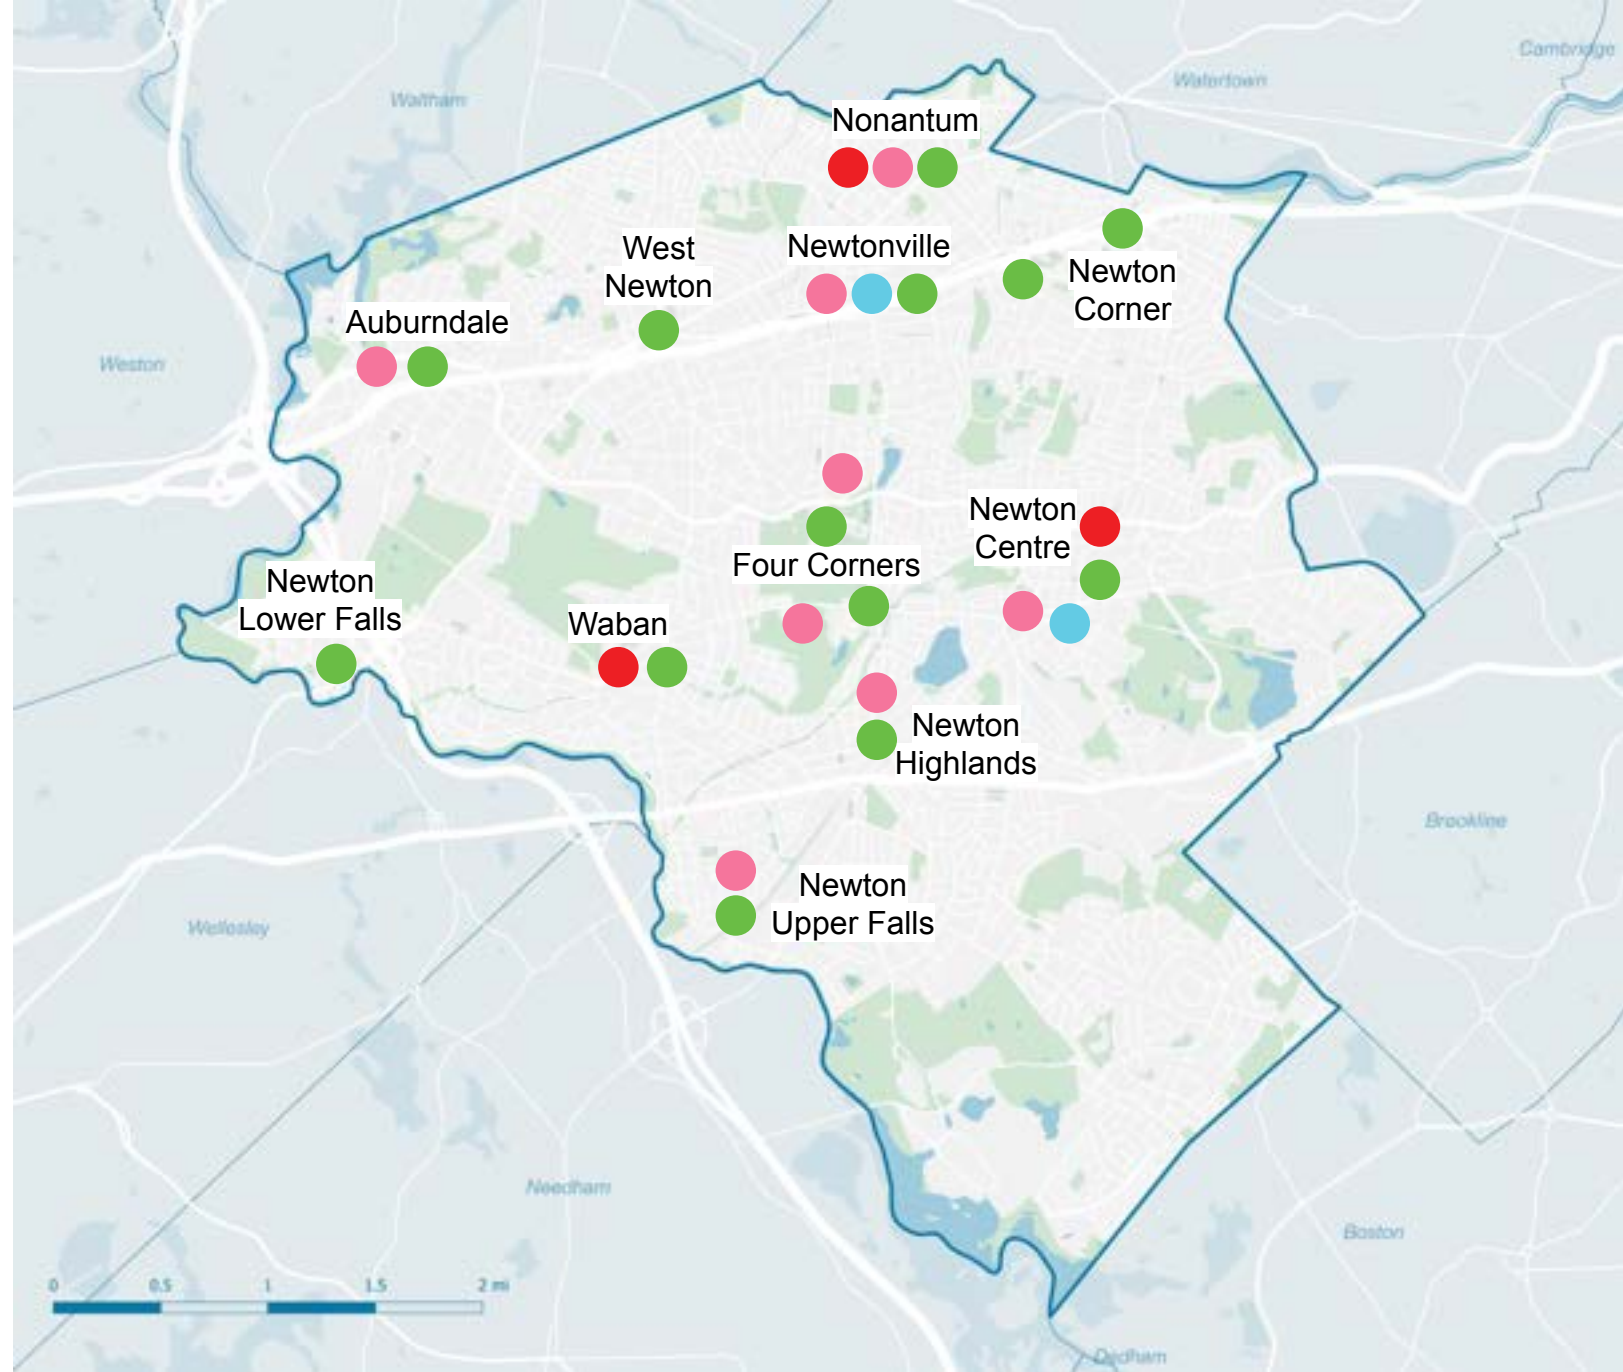 Cambridge
Watertown
Waltham
Nonantum
West
Newton
Newtonville
Newton
Corner
Auburndale
Weston
Newton
Centre
Four Corners
Newton
Lower Falls
Waban
Newton
Highlands
Brookline
Newton
Upper Falls
Wellesley
Needham
Boston
0 0.5 1 1.5 2 mi
Dedham